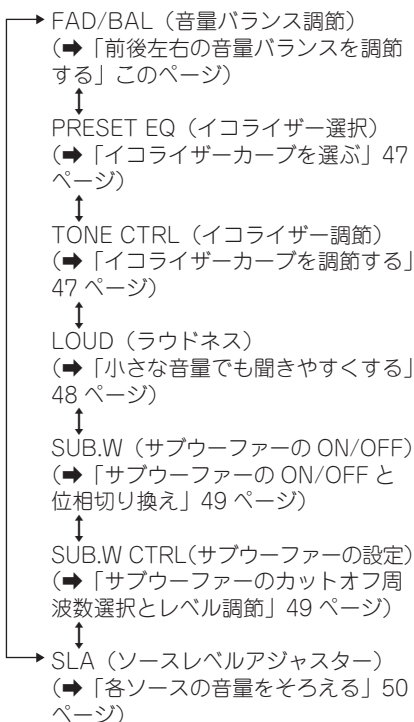 FAD/BAL（音量バランス調節）
（➡「前後左右の音量バランスを調節
する」このページ）
PRESET EQ（イコライザー選択）
（➡「イコライザーカーブを選ぶ」47
ページ）
TONE CTRL（イコライザー調節）
（➡「イコライザーカーブを調節する」
47 ページ）
LOUD（ラウドネス）
（➡「小さな音量でも聞きやすくする」
48 ページ）
SUB.W（サブウーファーの ON/OFF）
（➡「サブウーファーの ON/OFF と
位相切り換え」49 ページ）
SUB.W CTRL(サブウーファーの設定)
（➡「サブウーファーのカットオフ周
波数選択とレベル調節」49 ページ）
SLA（ソースレベルアジャスター）
（➡「各ソースの音量をそろえる」50
ページ）